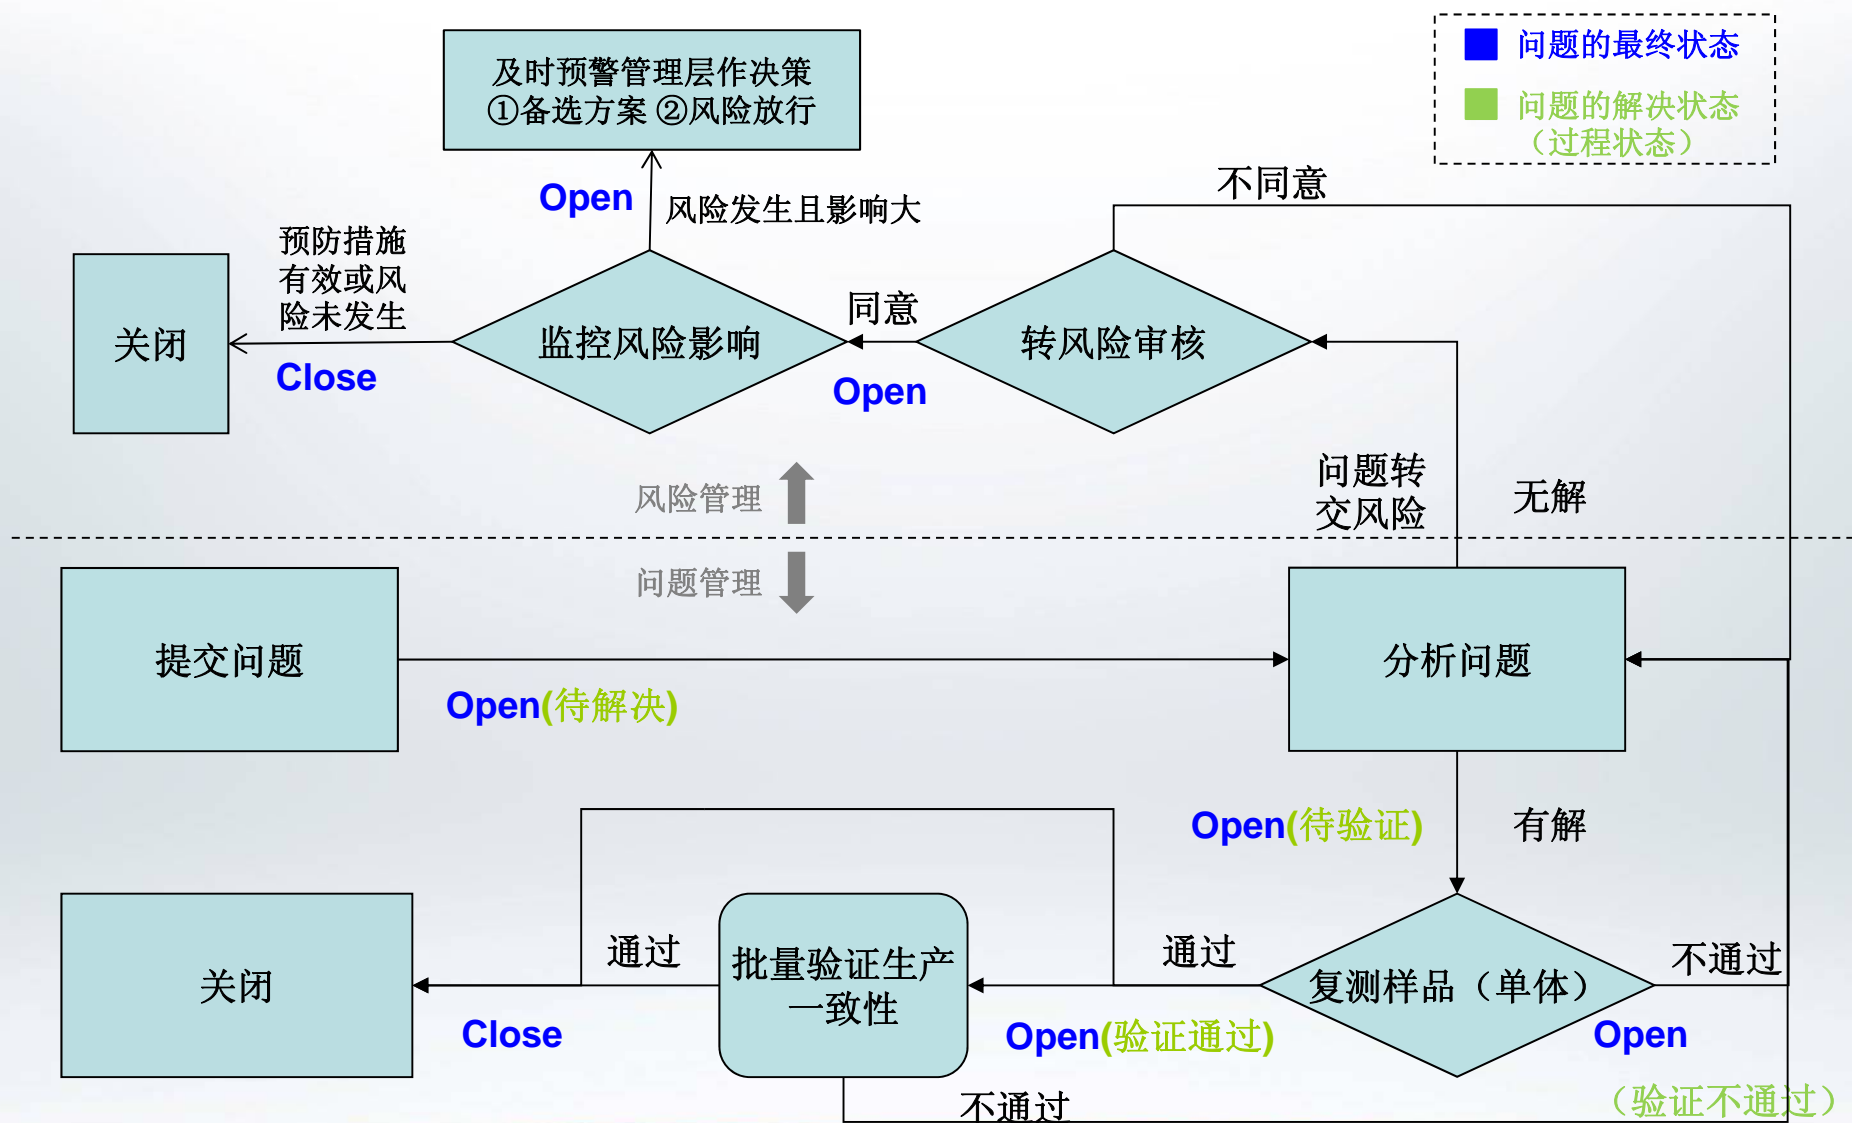 及时预警管理层作决策
①备选方案 ②风险放行
问题的最终状态
问题的解决状态
（过程状态）
Open
风险发生且影响大
不同意
预防措施
有效或风
险未发生
关闭
Close
监控风险影响
同意
Open
转风险审核
问题转
交风险
无解
风险管理
问题管理
提交问题
Open(待解决)
分析问题
Open(待验证)
有解
关闭
通过
Close
批量验证生产
一致性
通过
Open(验证通过)
复测样品（单体）
不通过
Open
（验证不通过）
不通过